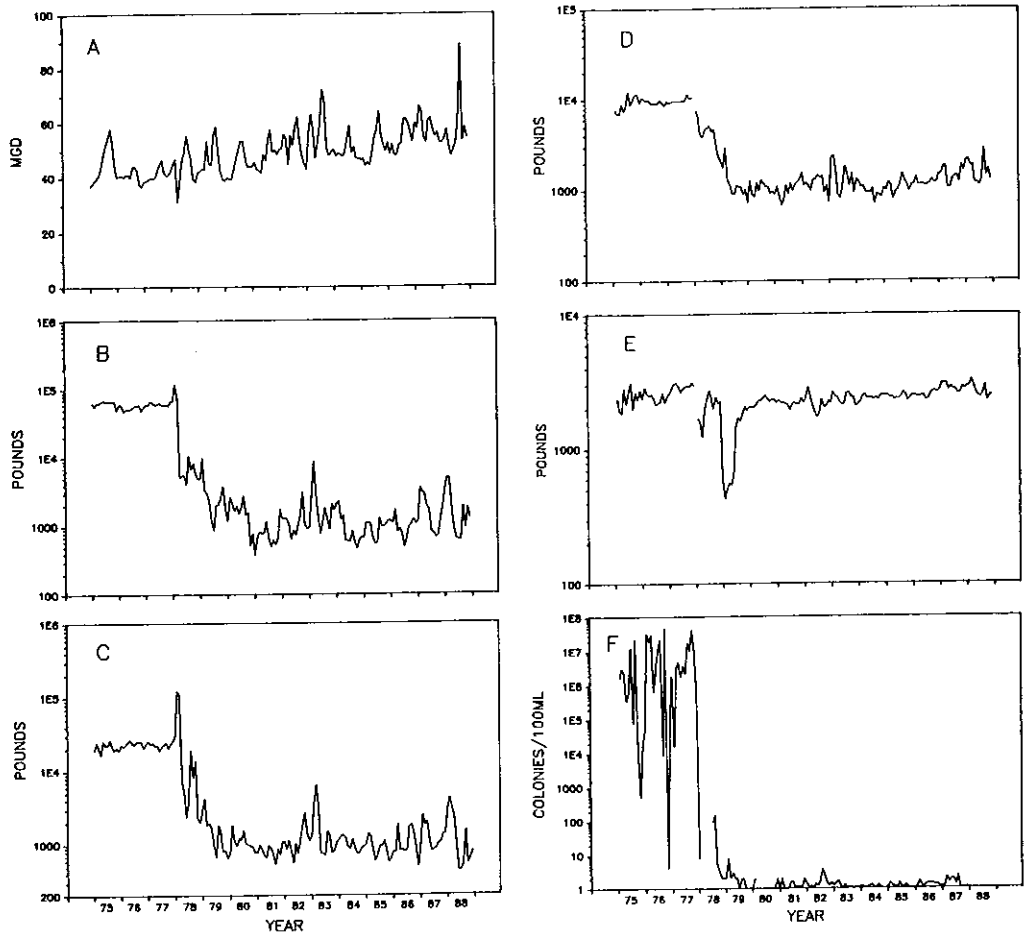 A
100
80
60
40
20
0
MGD
B
1E6
1E5
1E4
1000
100
POUNDS
C
1E6
1E5
1E4
1000
200
POUNDS
75 76 77 78 79 80 81 82 83 84 85 86 87 88
YEAR
D
1E5
1E4
1000
100
POUNDS
E
1E4
1000
100
POUNDS
F
1E8
1E7
1E6
1E5
1E4
1000
100
10
1
COLONIES/100ML
75 76 77 78 79 80 81 82 83 84 85 86 87 88
YEAR